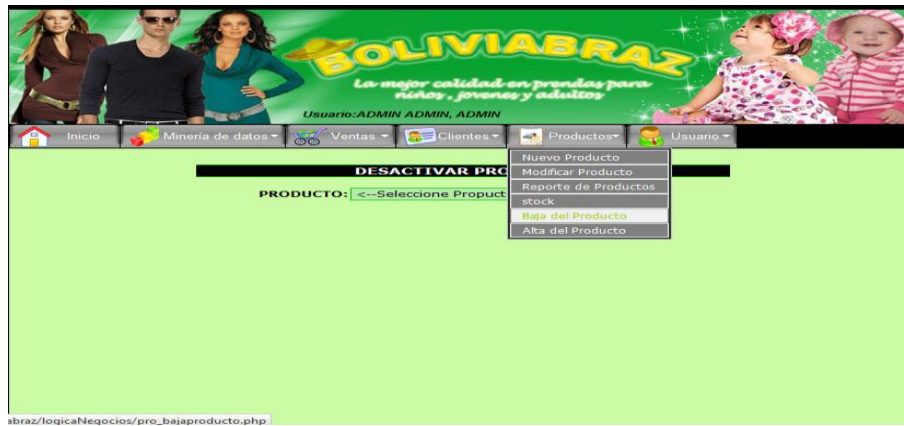 BOLIVIABRAZ
La mejor calidad en prendas para
niños, jovenes y adultos
Usuario:ADMIN ADMIN, ADMIN
Inicio Minería de datos Ventas Clientes Productos Usuario
DESACTIVAR PRO
PRODUCTO: <--Seleccione Propuct
Nuevo Producto
Modificar Producto
Reporte de Productos
stock
Baja del Producto
Alta del Producto
abraz/logicaNegocios/pro_bajaproducto.php